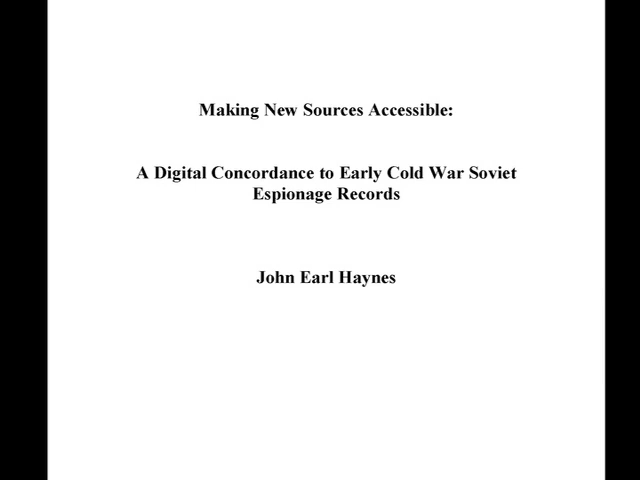 Making New Sources Accessible:
A Digital Concordance to Early Cold War Soviet
Espionage Records
John Earl Haynes